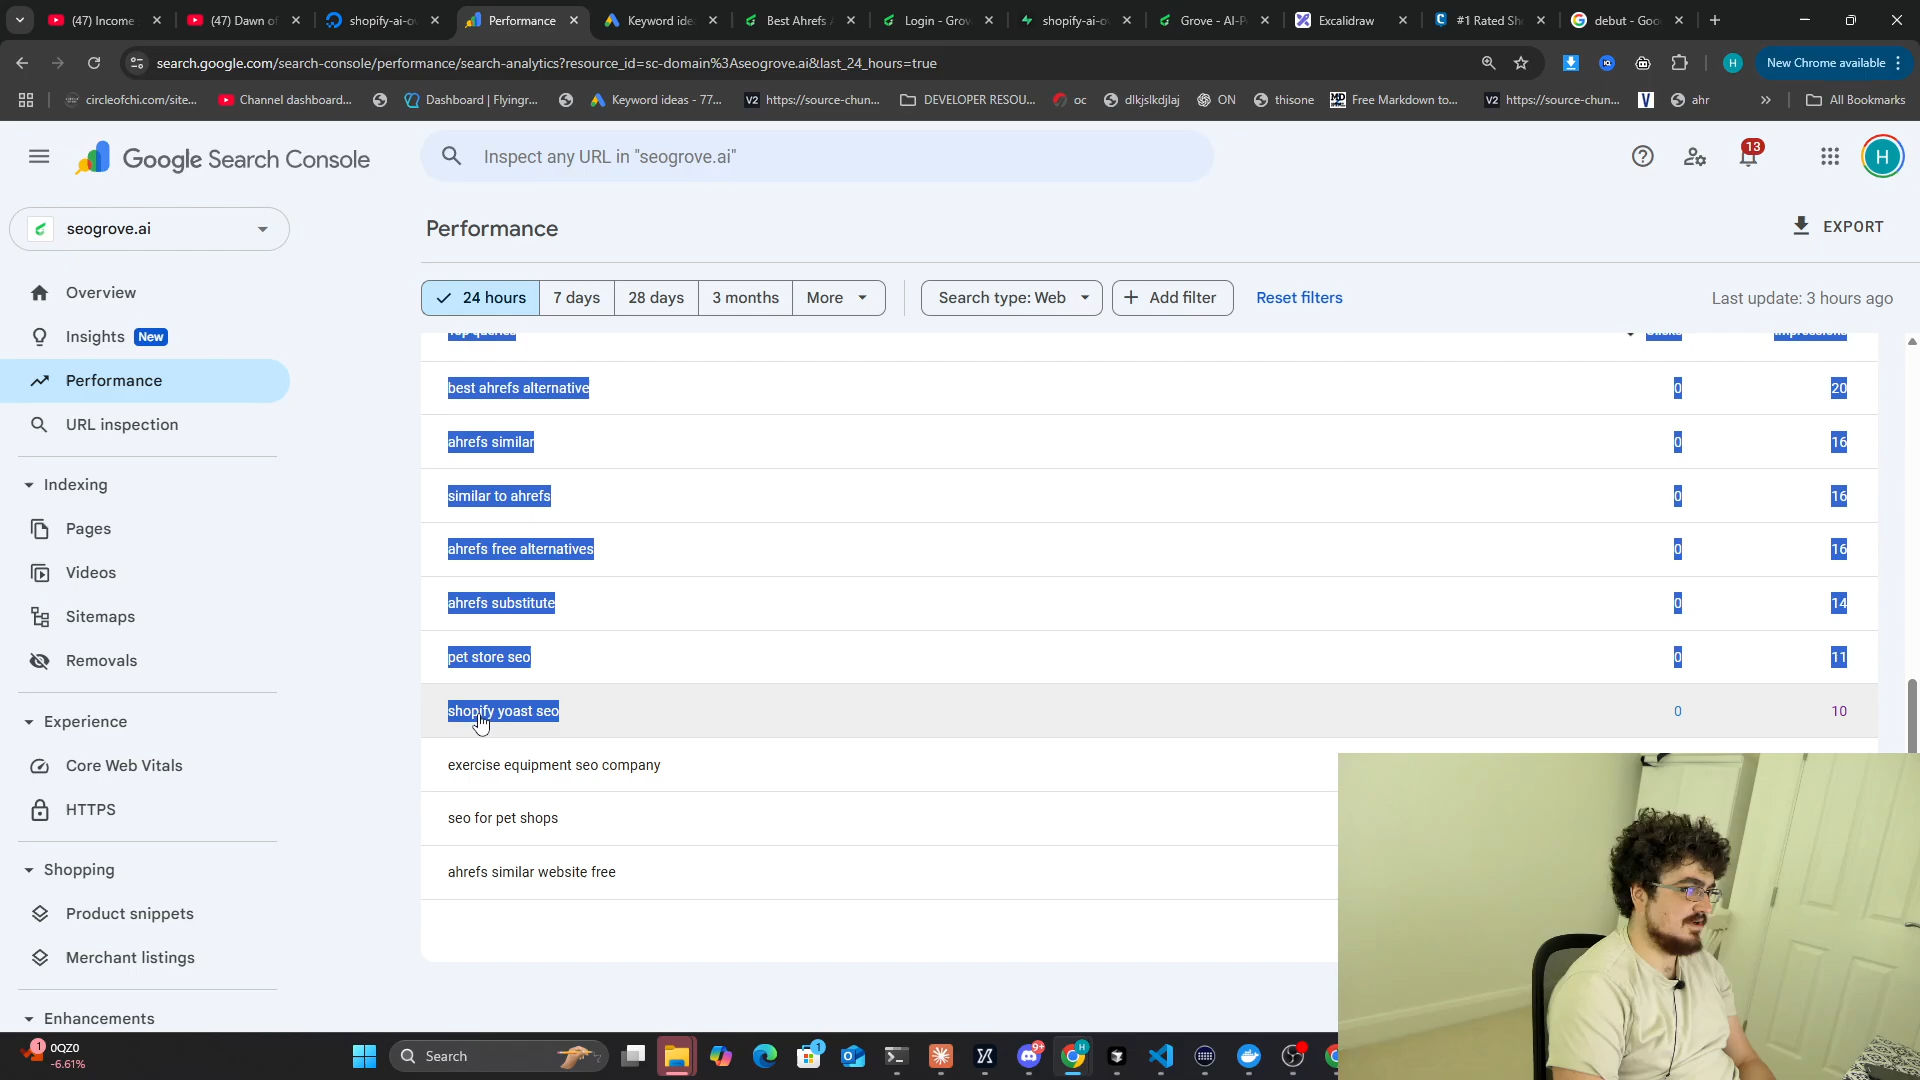 (47) Income
(47) Dawn o
shopify-ai-o
Performance
Keyword ide
Best Ahrefs
Login - Grov
shopify-ai-o
Grove - AI-P
Excalidraw
#1 Rated Sh
debut - Goo
search.google.com/search-console/performance/search-analytics?resource_id=sc-domain%3Aseogrove.ai&last_24_hours=true
H
New Chrome available
circleofchi.com/site...
Channel dashboard...
Dashboard | Flyingr...
Keyword ideas - 77...
V2 https://source-chun...
DEVELOPER RESOU...
oc
dlkjslkdjlaj
ON
thisone
Free Markdown to...
V2 https://source-chun...
V
ahr
All Bookmarks
Google Search Console
Inspect any URL in "seogrove.ai"
13
H
seogrove.ai
Performance
EXPORT
24 hours
7 days
28 days
3 months
More
Search type: Web
Add filter
Reset filters
Last update: 3 hours ago
Overview
Insights New
Performance
URL inspection
Indexing
Pages
Videos
Sitemaps
Removals
Experience
Core Web Vitals
HTTPS
Shopping
Product snippets
Merchant listings
Enhancements
best ahrefs alternative 0 20
ahrefs similar 0 16
similar to ahrefs 0 16
ahrefs free alternatives 0 16
ahrefs substitute 0 14
pet store seo 0 11
shopify yoast seo 0 10
exercise equipment seo company
seo for pet shops
ahrefs similar website free
1
0QZ0
-6.61%
Search
1
9+
H